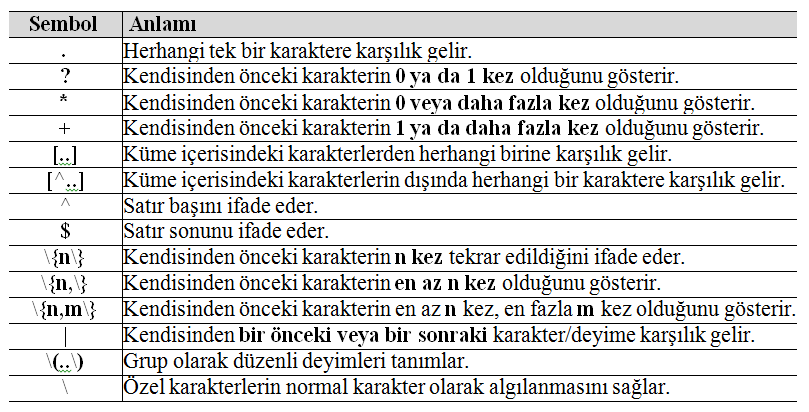 Sembol Anlamı
. Herhangi tek bir karaktere karşılık gelir.
? Kendisinden önceki karakterin 0 ya da 1 kez olduğunu gösterir.
* Kendisinden önceki karakterin 0 veya daha fazla kez olduğunu gösterir.
+ Kendisinden önceki karakterin 1 ya da daha fazla kez olduğunu gösterir.
[..] Küme içerisindeki karakterlerden herhangi birine karşılık gelir.
[^..] Küme içerisindeki karakterlerin dışında herhangi bir karaktere karşılık gelir.
^ Satır başını ifade eder.
$ Satır sonunu ifade eder.
\{n\} Kendisinden önceki karakterin n kez tekrar edildiğini ifade eder.
\{n,\} Kendisinden önceki karakterin en az n kez olduğunu gösterir.
\{n,m\} Kendisinden önceki karakterin en az n kez, en fazla m kez olduğunu gösterir.
| Kendisinden bir önceki veya bir sonraki karakter/deyime karşılık gelir.
\(..\) Grup olarak düzenli deyimleri tanımlar.
\ Özel karakterlerin normal karakter olarak algılanmasını sağlar.